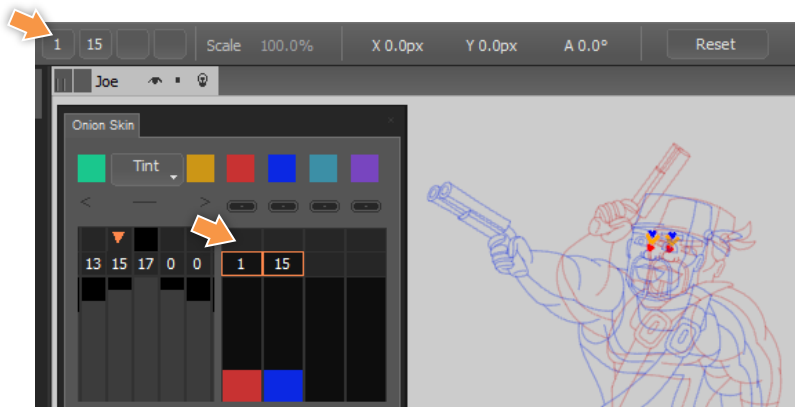 1 15 Scale 100.0% X 0.0px Y 0.0px A 0.0° Reset
Joe
Onion Skin
Tint
< — >
- - - -
13 15 17 0 0 1 15